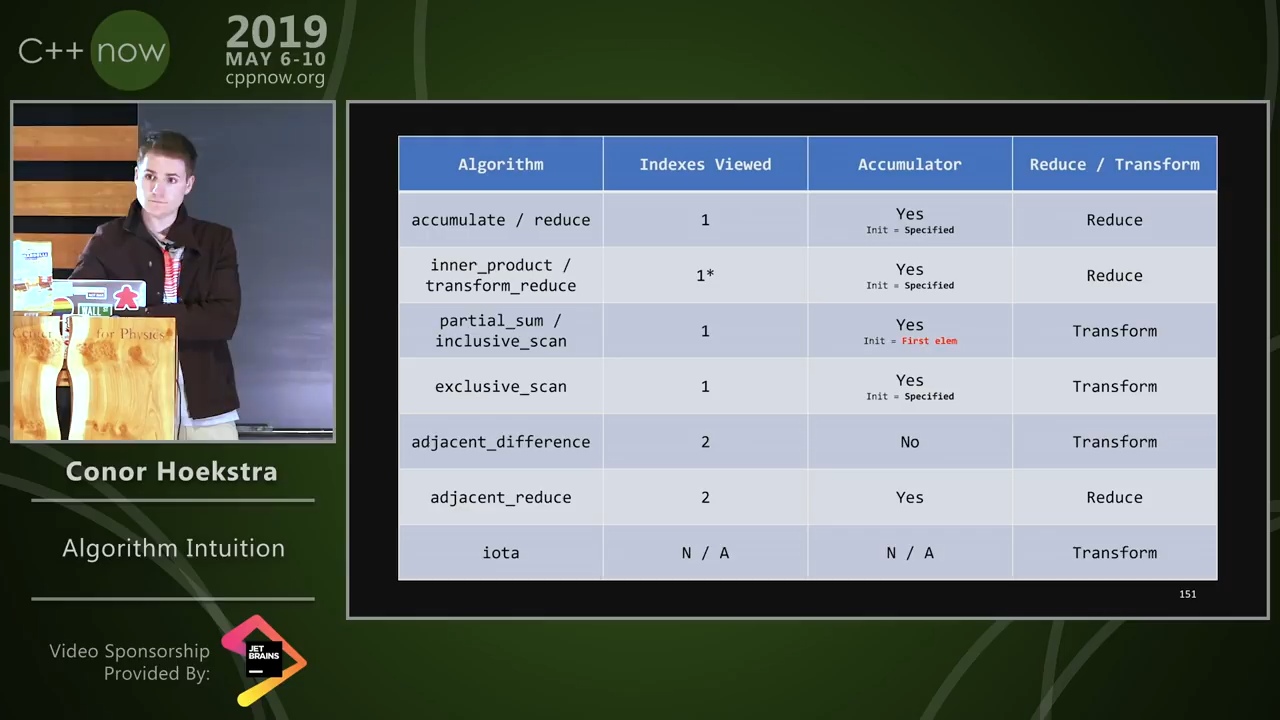 C++ now
2019
MAY 6-10
cppnow.org
Center for Physics
Conor Hoekstra
Algorithm Intuition
Video Sponsorship
Provided By:
JET
BRAINS
Algorithm Indexes Viewed Accumulator Reduce / Transform
accumulate / reduce 1 Yes Reduce
Init = Specified
inner_product / 1* Yes Reduce
transform_reduce Init = Specified
partial_sum / 1 Yes Transform
inclusive_scan Init = First elem
exclusive_scan 1 Yes Transform
Init = Specified
adjacent_difference 2 No Transform
adjacent_reduce 2 Yes Reduce
iota N / A N / A Transform
151